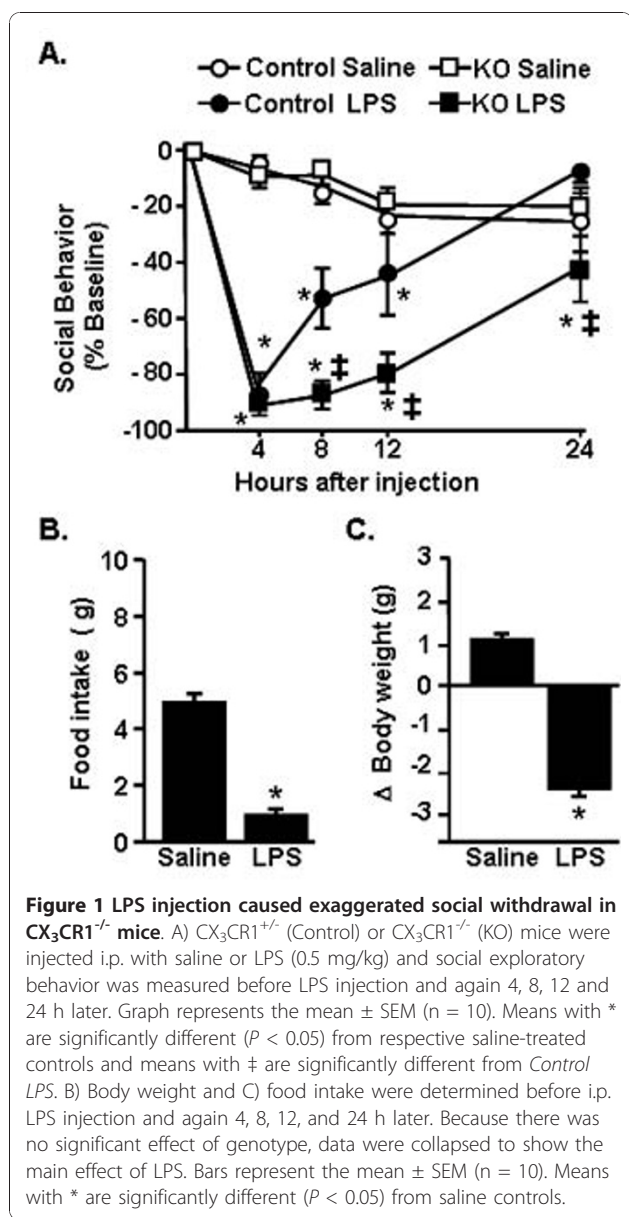 A.
Control Saline KO Saline
Control LPS KO LPS
0
-20
-40
-60
-80
-100
Social Behavior
(% Baseline)
* * * * * ‡ * ‡ * ‡
4 8 12 24
Hours after injection
B.
10
8
6
4
2
0
Food intake ( g)
*
Saline LPS
C.
3
2
1
0
-1
-2
-3
Δ Body weight (g)
*
Saline LPS
Figure 1 LPS injection caused exaggerated social withdrawal in
CX₃CR1⁻/⁻ mice. A) CX₃CR1⁺/⁻ (Control) or CX₃CR1⁻/⁻ (KO) mice were
injected i.p. with saline or LPS (0.5 mg/kg) and social exploratory
behavior was measured before LPS injection and again 4, 8, 12 and
24 h later. Graph represents the mean ± SEM (n = 10). Means with *
are significantly different (P < 0.05) from respective saline-treated
controls and means with ‡ are significantly different from Control
LPS. B) Body weight and C) food intake were determined before i.p.
LPS injection and again 4, 8, 12, and 24 h later. Because there was
no significant effect of genotype, data were collapsed to show the
main effect of LPS. Bars represent the mean ± SEM (n = 10). Means
with * are significantly different (P < 0.05) from saline controls.